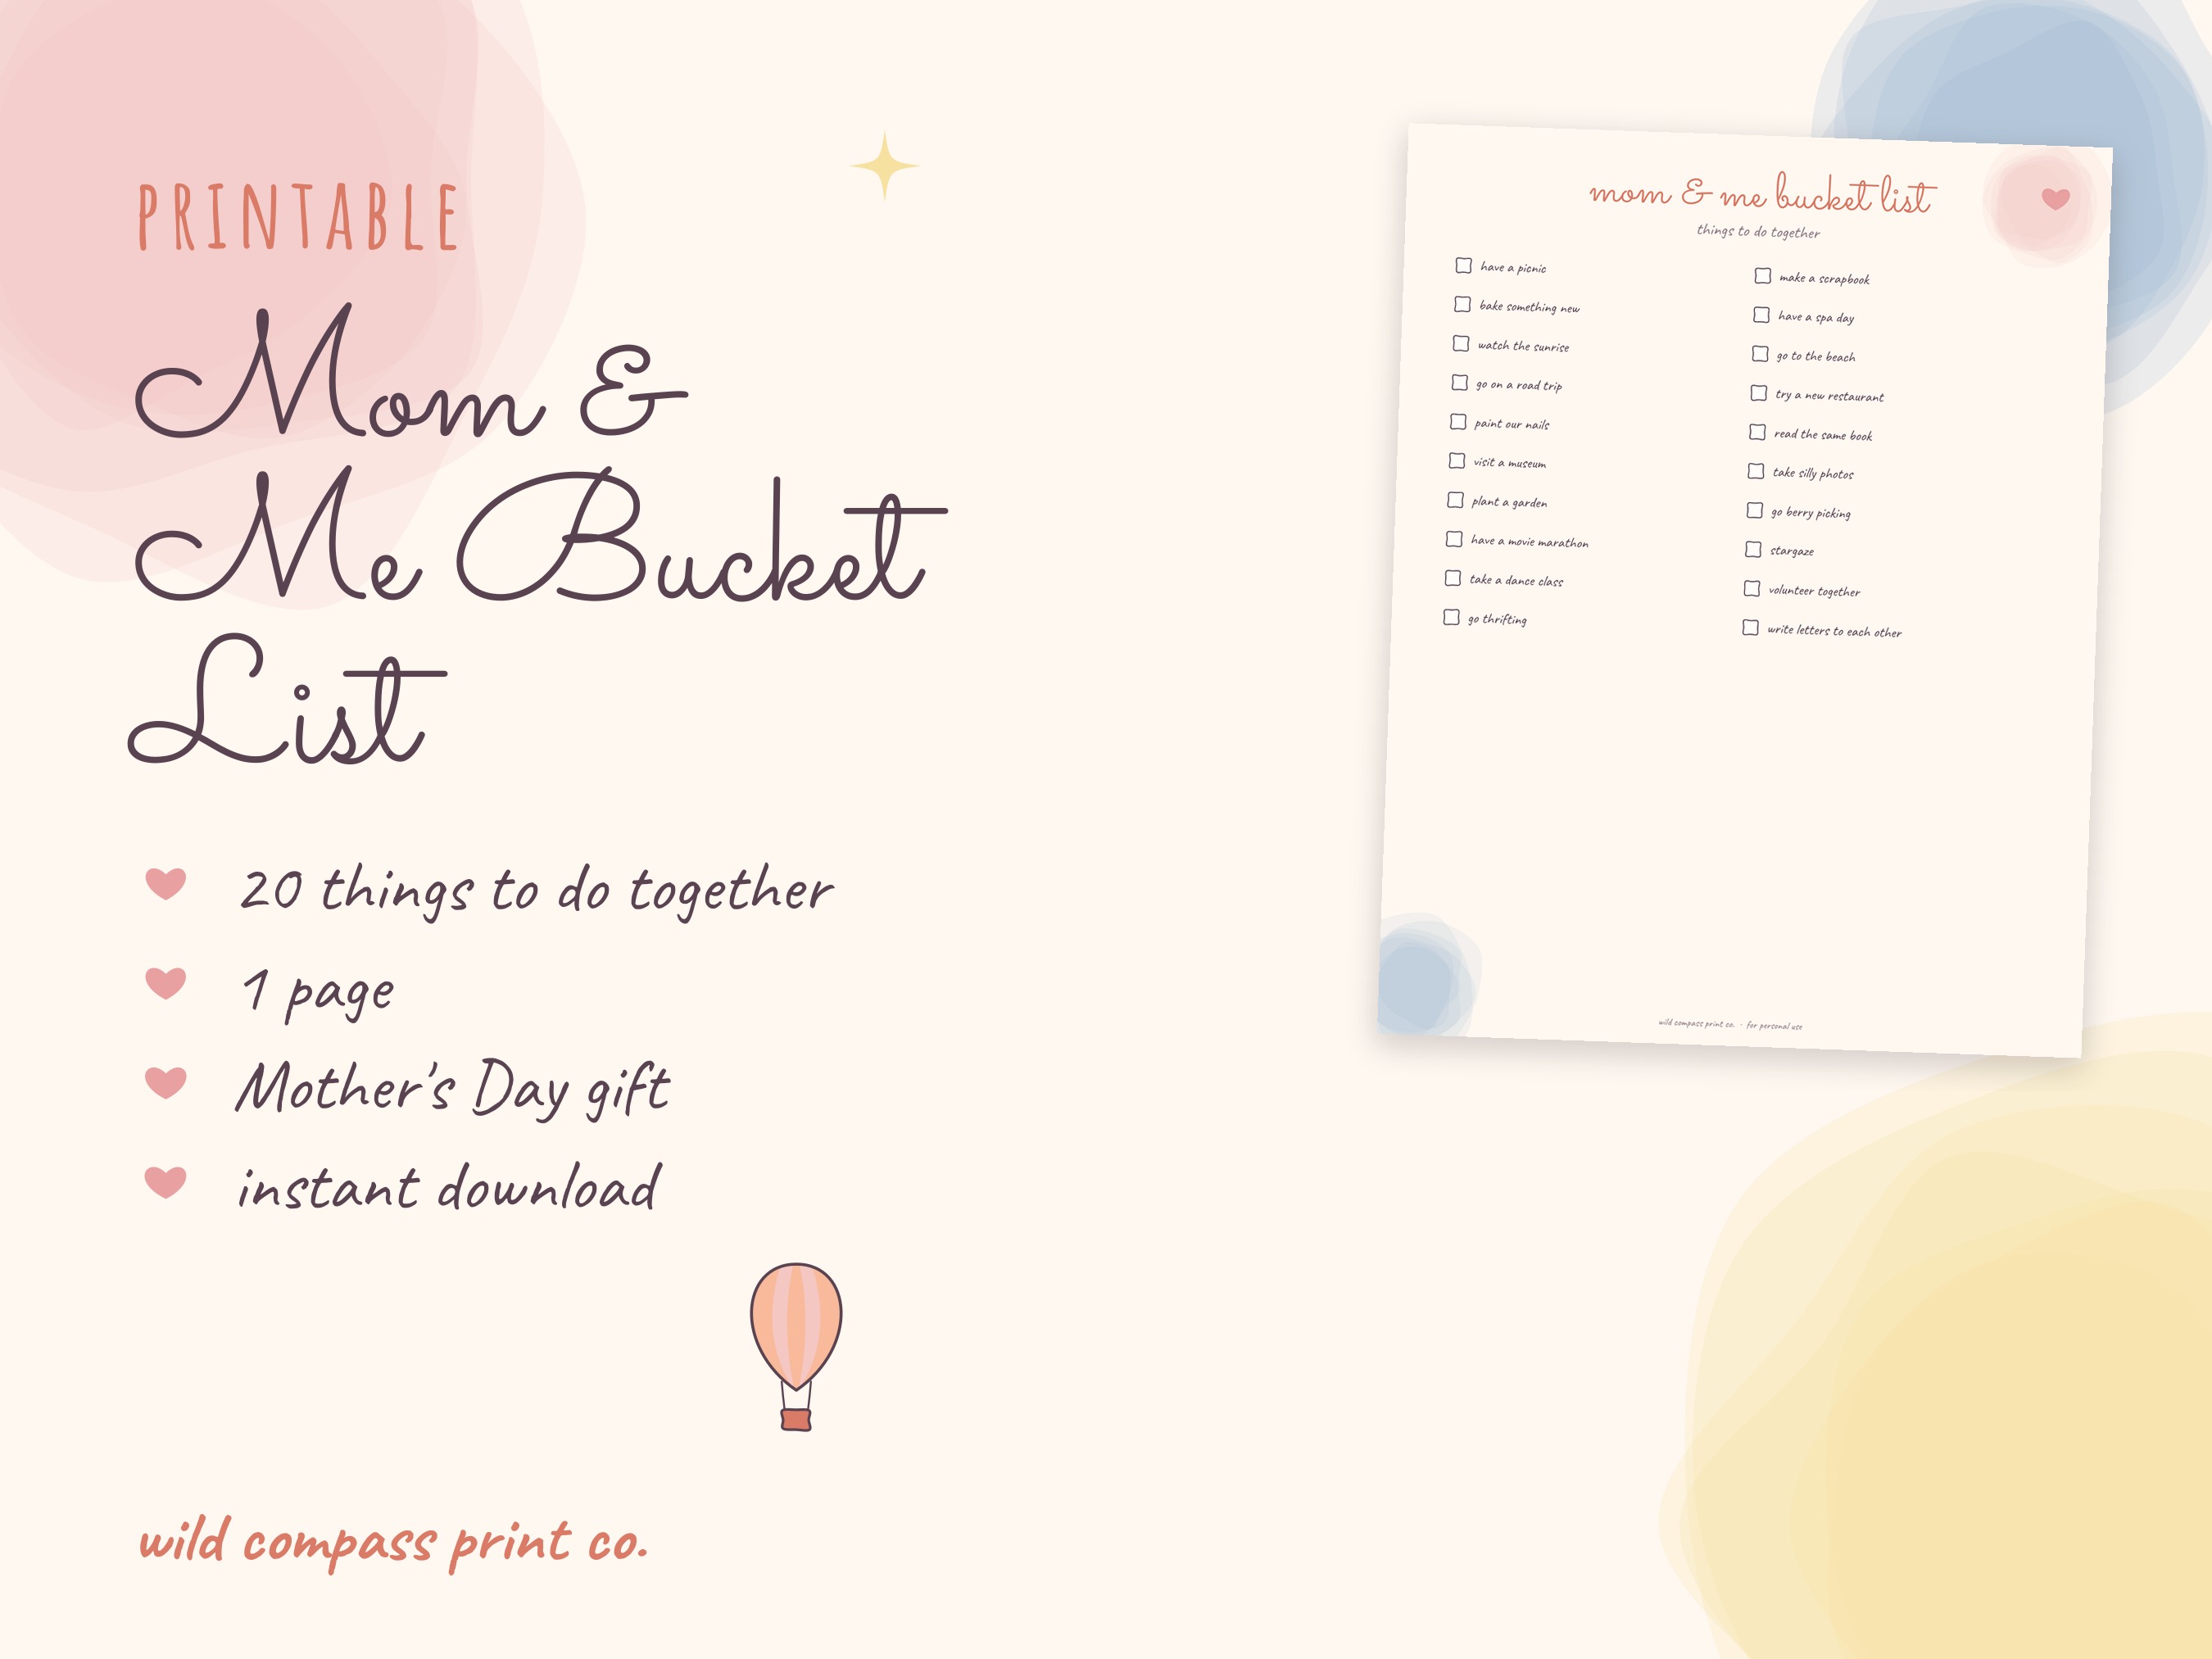 PRINTABLE
Mom &
Me Bucket
List
20 things to do together
1 page
Mother's Day gift
instant download
wild compass print co.
mom & me bucket list
things to do together
have a picnic
bake something new
watch the sunrise
go on a road trip
paint our nails
visit a museum
plant a garden
have a movie marathon
take a dance class
go thrifting
make a scrapbook
have a spa day
go to the beach
try a new restaurant
read the same book
take silly photos
go berry picking
stargaze
volunteer together
write letters to each other
wild compass print co. · for personal use